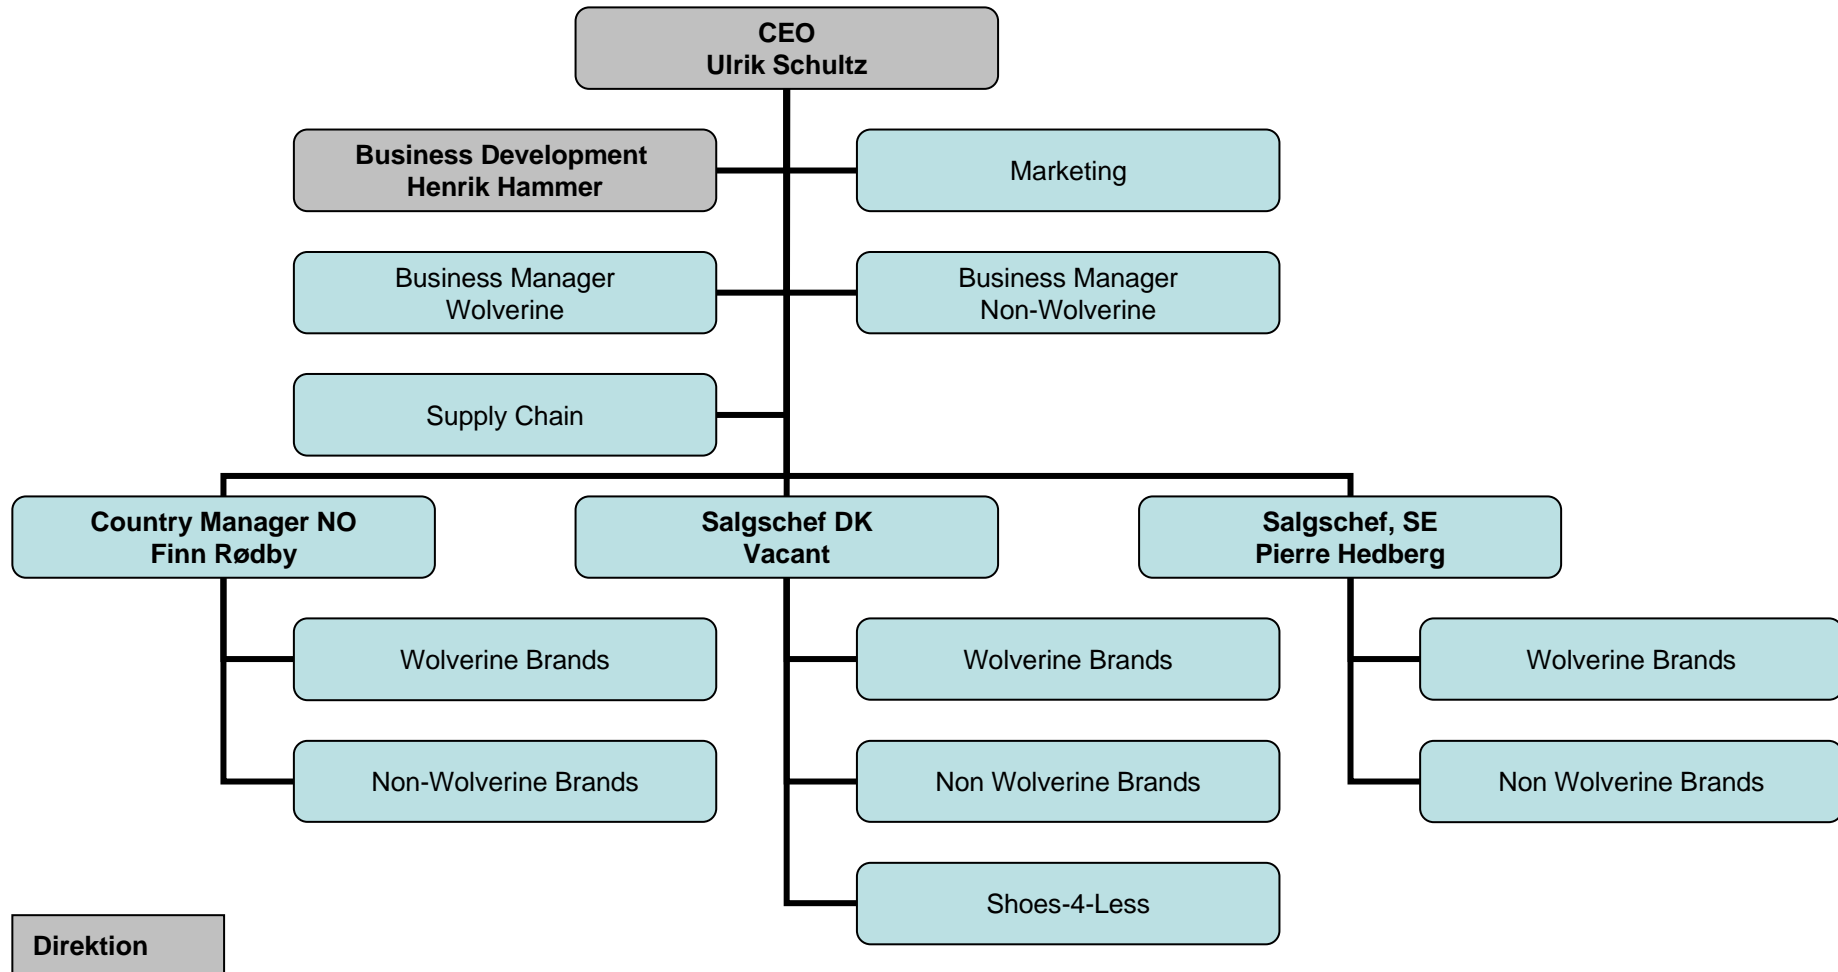 CEO
Ulrik Schultz
Business Development
Henrik Hammer
Marketing
Business Manager
Wolverine
Business Manager
Non-Wolverine
Supply Chain
Country Manager NO
Finn Rødby
Salgschef DK
Vacant
Salgschef, SE
Pierre Hedberg
Wolverine Brands
Wolverine Brands
Wolverine Brands
Non-Wolverine Brands
Non Wolverine Brands
Non Wolverine Brands
Shoes-4-Less
Direktion